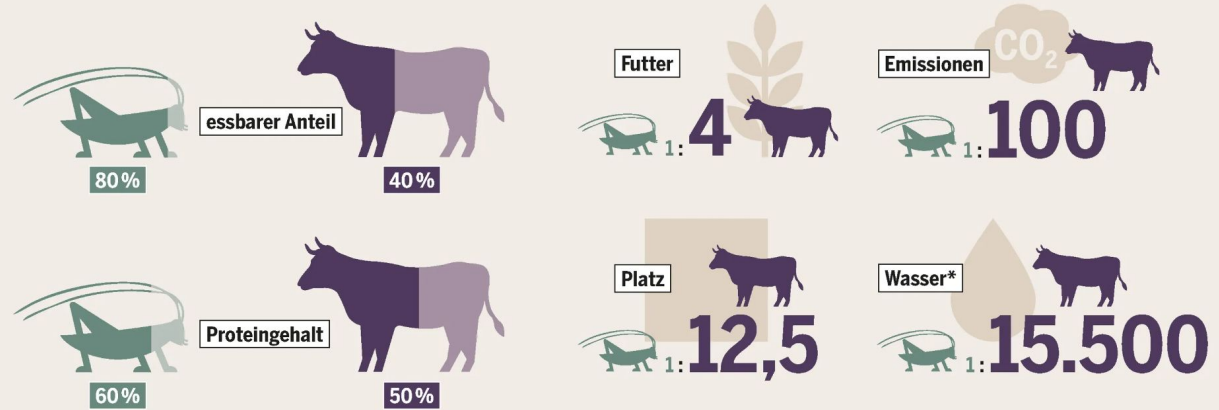 essbarer Anteil
80 %
40 %
Futter
1:4
CO₂
Emissionen
1:100
Proteingehalt
60 %
50 %
Platz
1:12,5
Wasser*
1:15.500